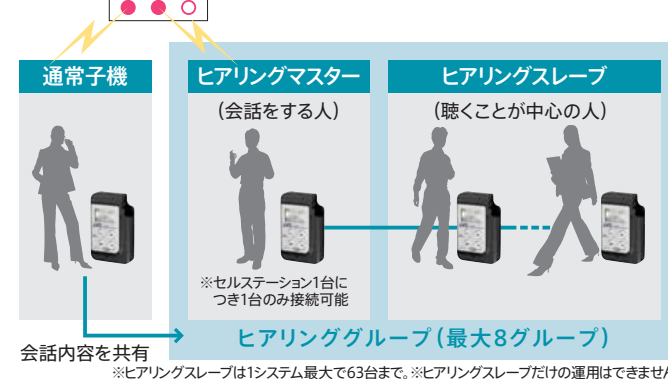 通常子機
ヒアリングマスター
ヒアリングスレーブ
(会話をする人)
(聴くことが中心の人)
※セルステーション1台に
つき1台のみ接続可能
ヒアリンググループ(最大8グループ)
会話内容を共有
※ヒアリングスレーブは1システム最大で63台まで。※ヒアリングスレーブだけの運用はできません